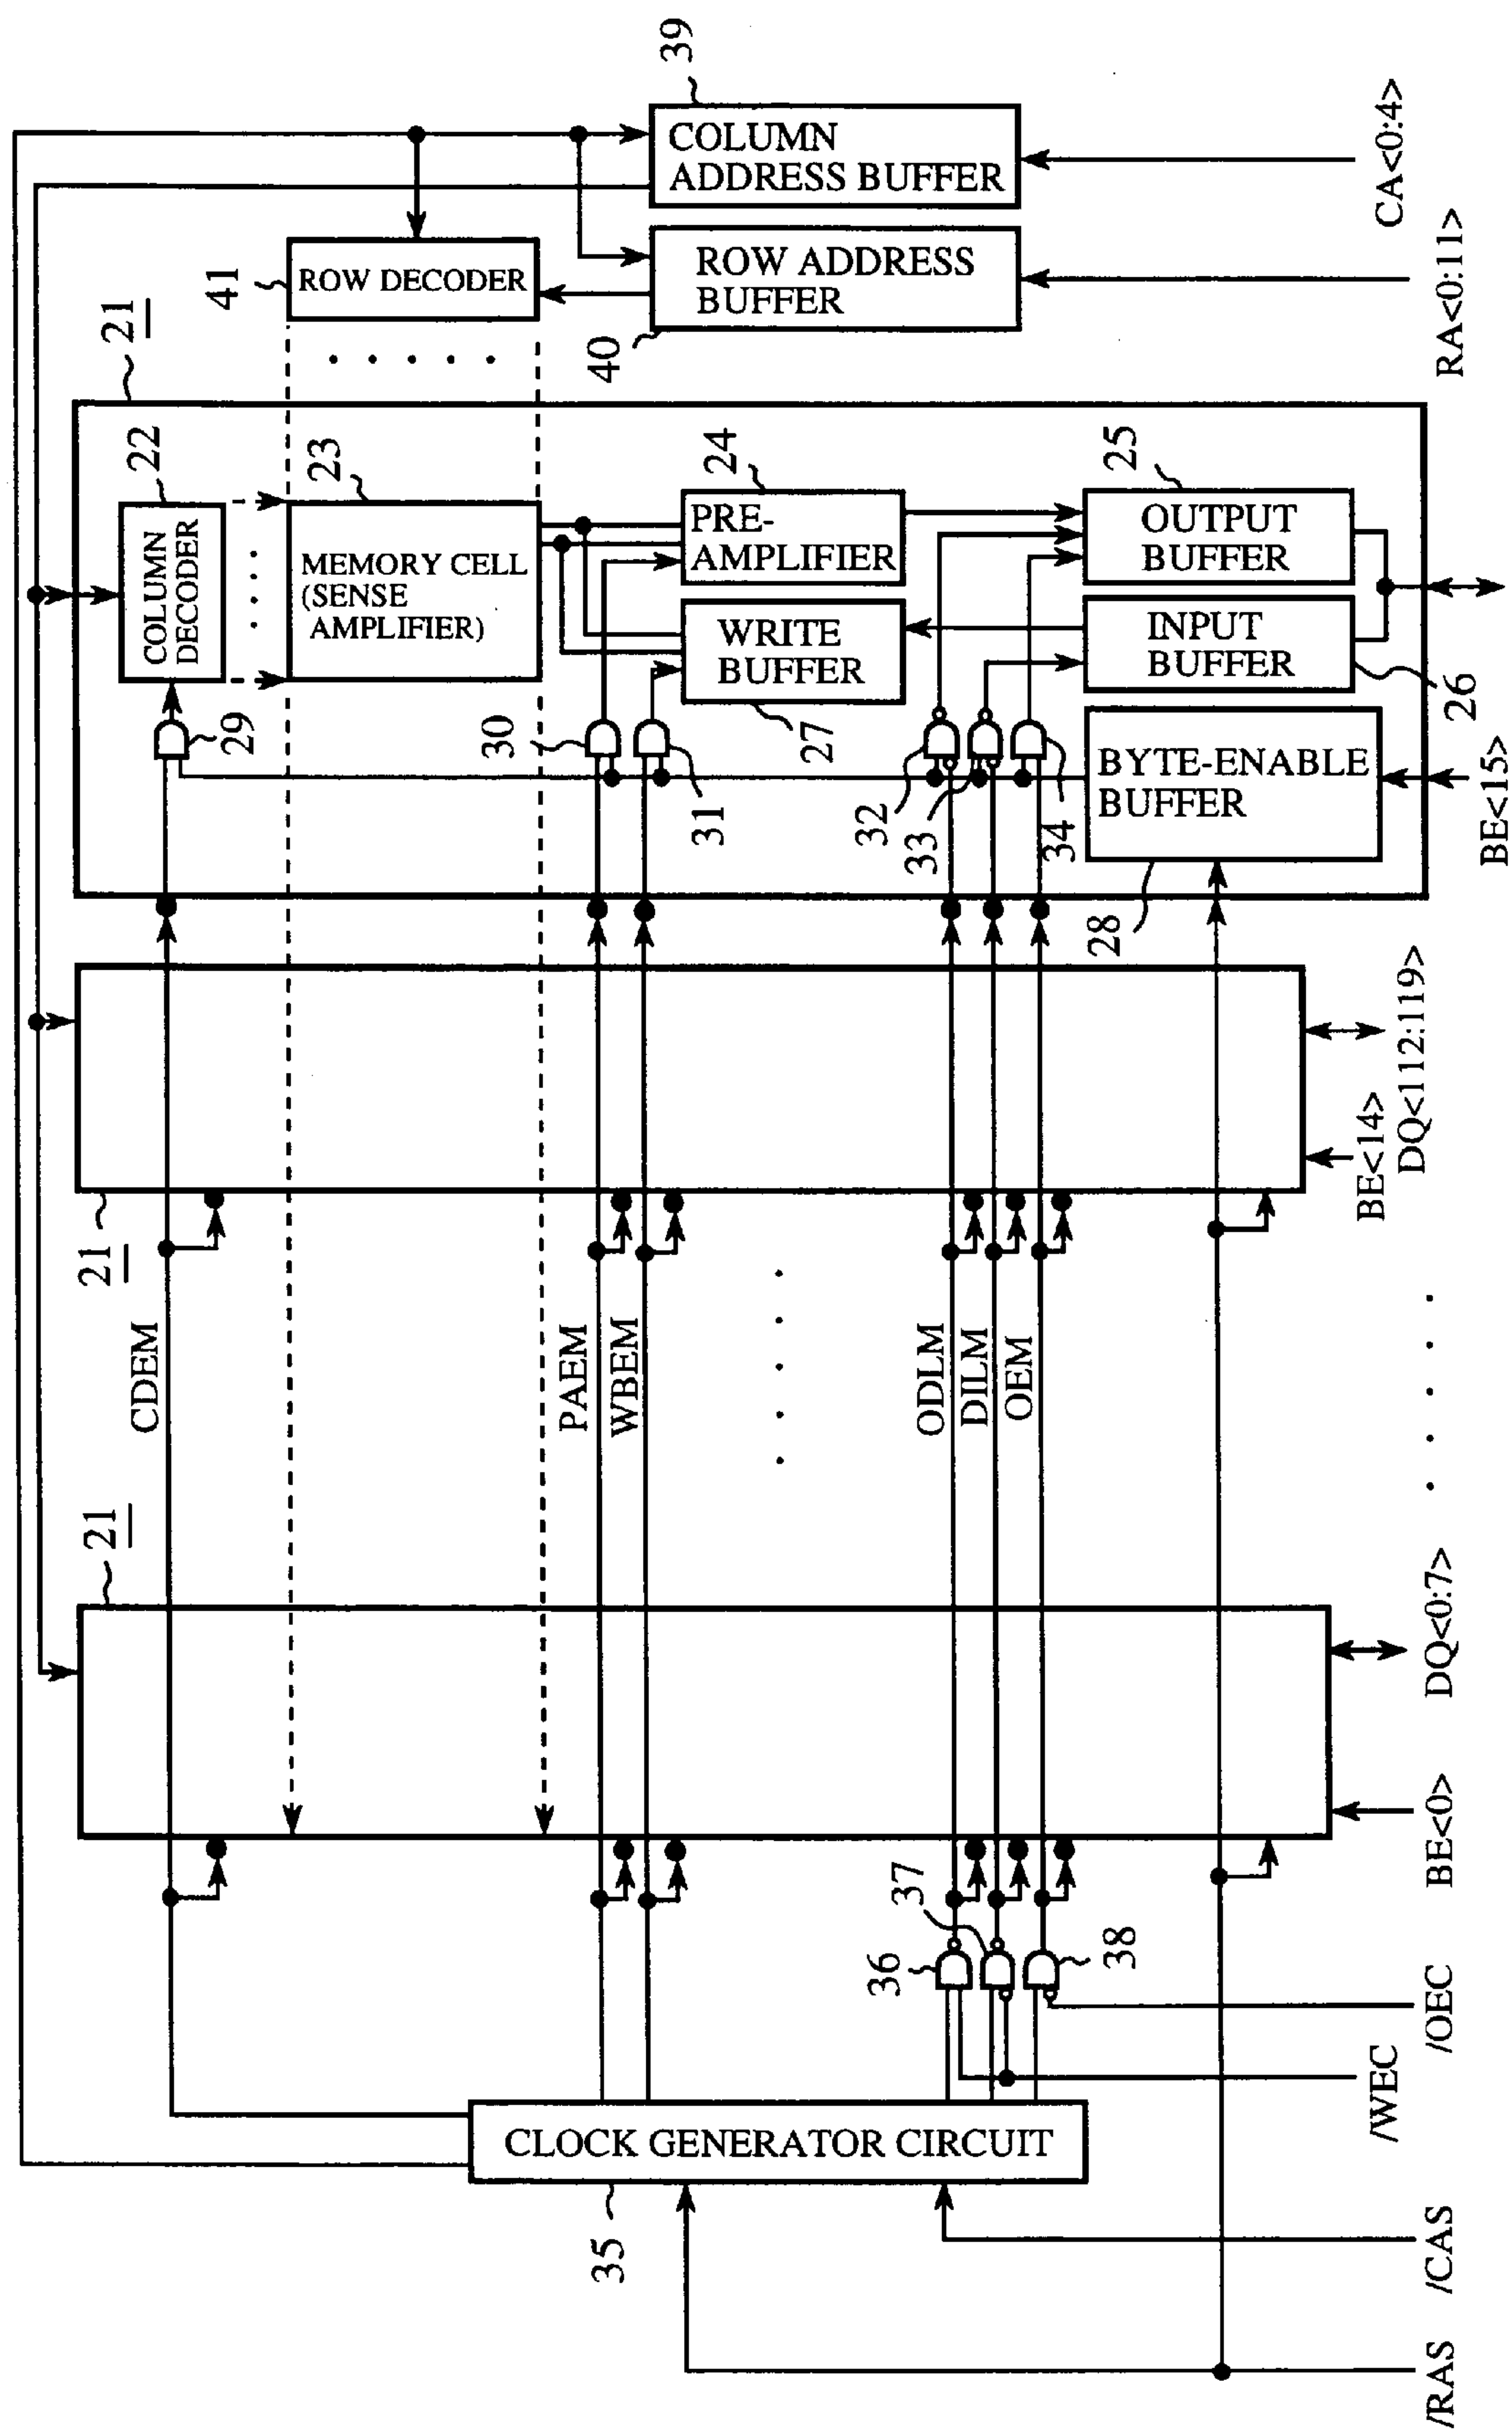 39
COLUMN
ADDRESS BUFFER
CA<0:4>
41
ROW DECODER
ROW ADDRESS
BUFFER
40
RA<0:11>
21
22
COLUMN
DECODER
23
MEMORY CELL
(SENSE
AMPLIFIER)
24
PRE-
AMPLIFIER
25
OUTPUT
BUFFER
WRITE
BUFFER
27
INPUT
BUFFER
26
29
30
31
32
33
34
BYTE-ENABLE
BUFFER
28
BE<15>
21
DQ<112:119>
BE<14>
CDEM
PAEM
WBEM
ODLM
DILM
OEM
21
DQ<0:7>
BE<0>
36
37
38
/OEC
/WEC
CLOCK GENERATOR CIRCUIT
35
/CAS
/RAS